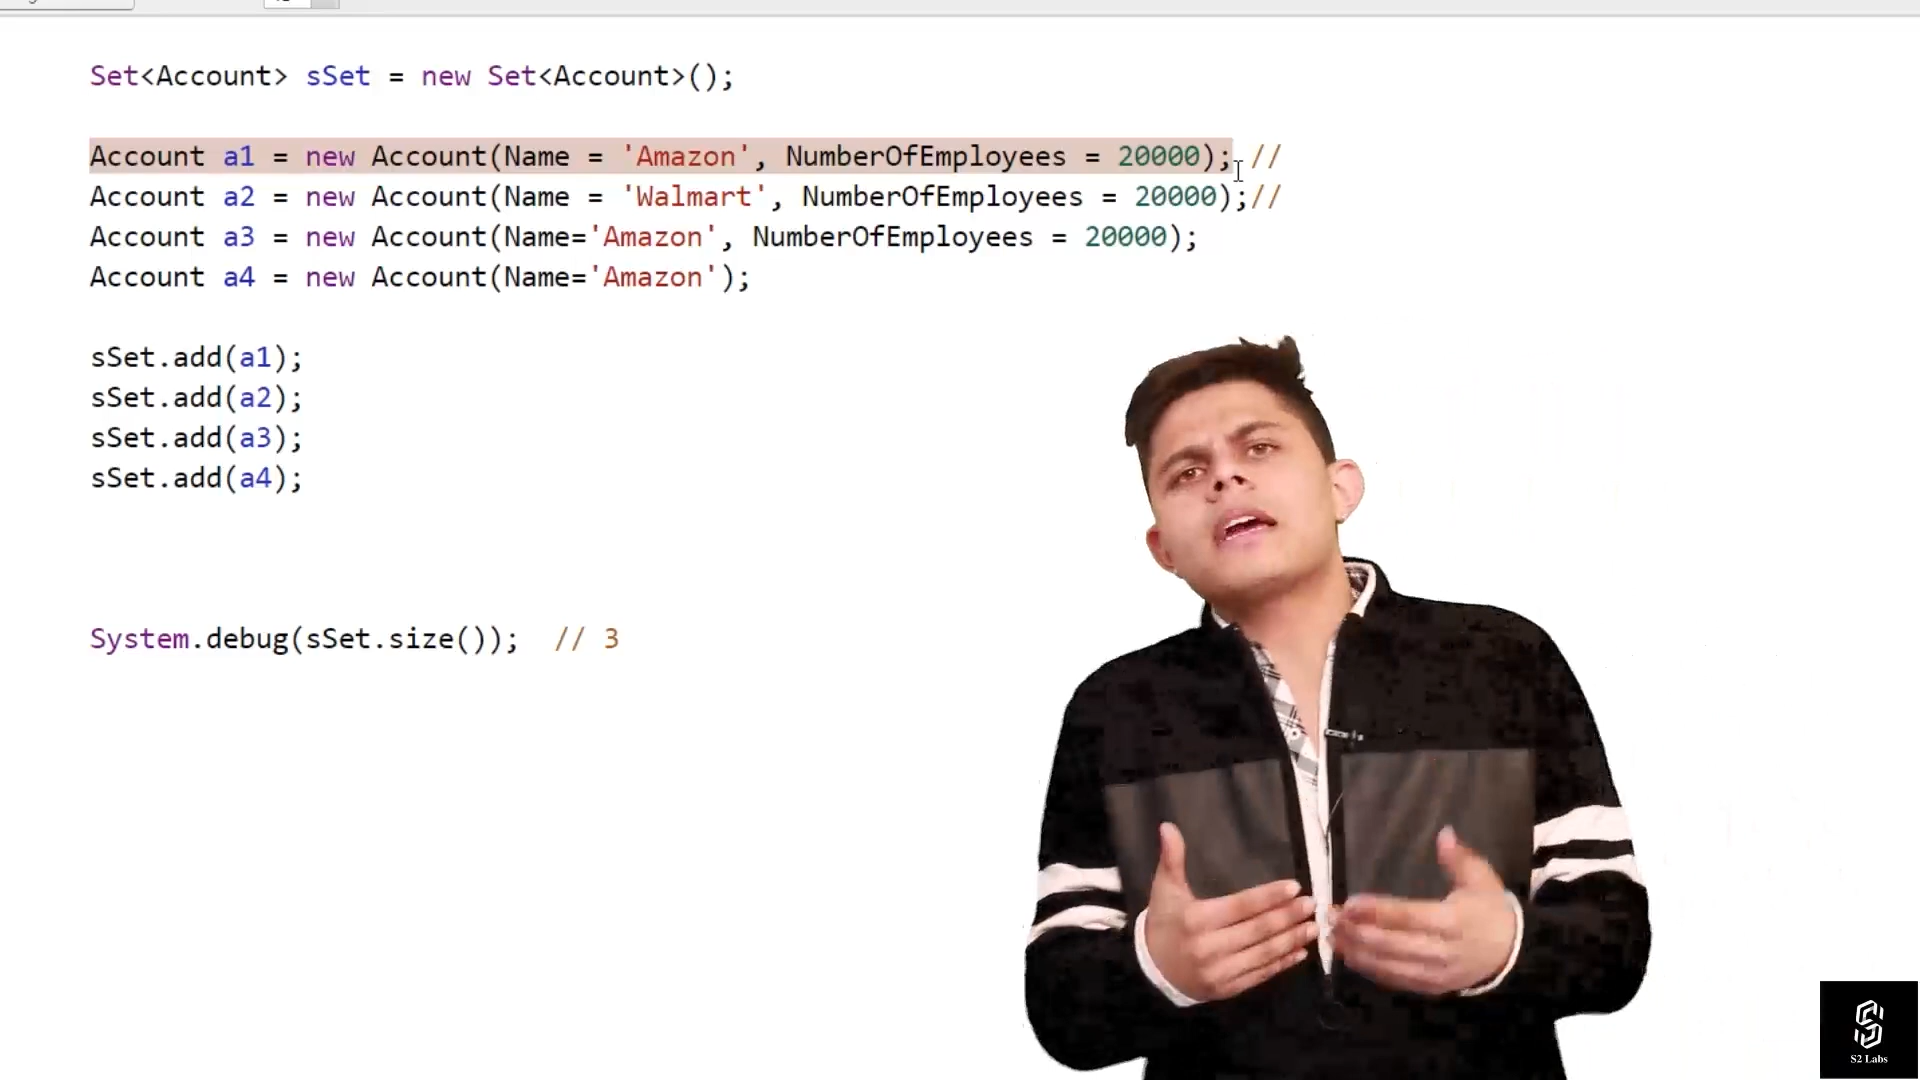 Set<Account> sSet = new Set<Account>();
Account a1 = new Account(Name = 'Amazon', NumberOfEmployees = 20000); //
Account a2 = new Account(Name = 'Walmart', NumberOfEmployees = 20000);//
Account a3 = new Account(Name='Amazon', NumberOfEmployees = 20000);
Account a4 = new Account(Name='Amazon');
sSet.add(a1);
sSet.add(a2);
sSet.add(a3);
sSet.add(a4);
System.debug(sSet.size());  // 3
S2 Labs